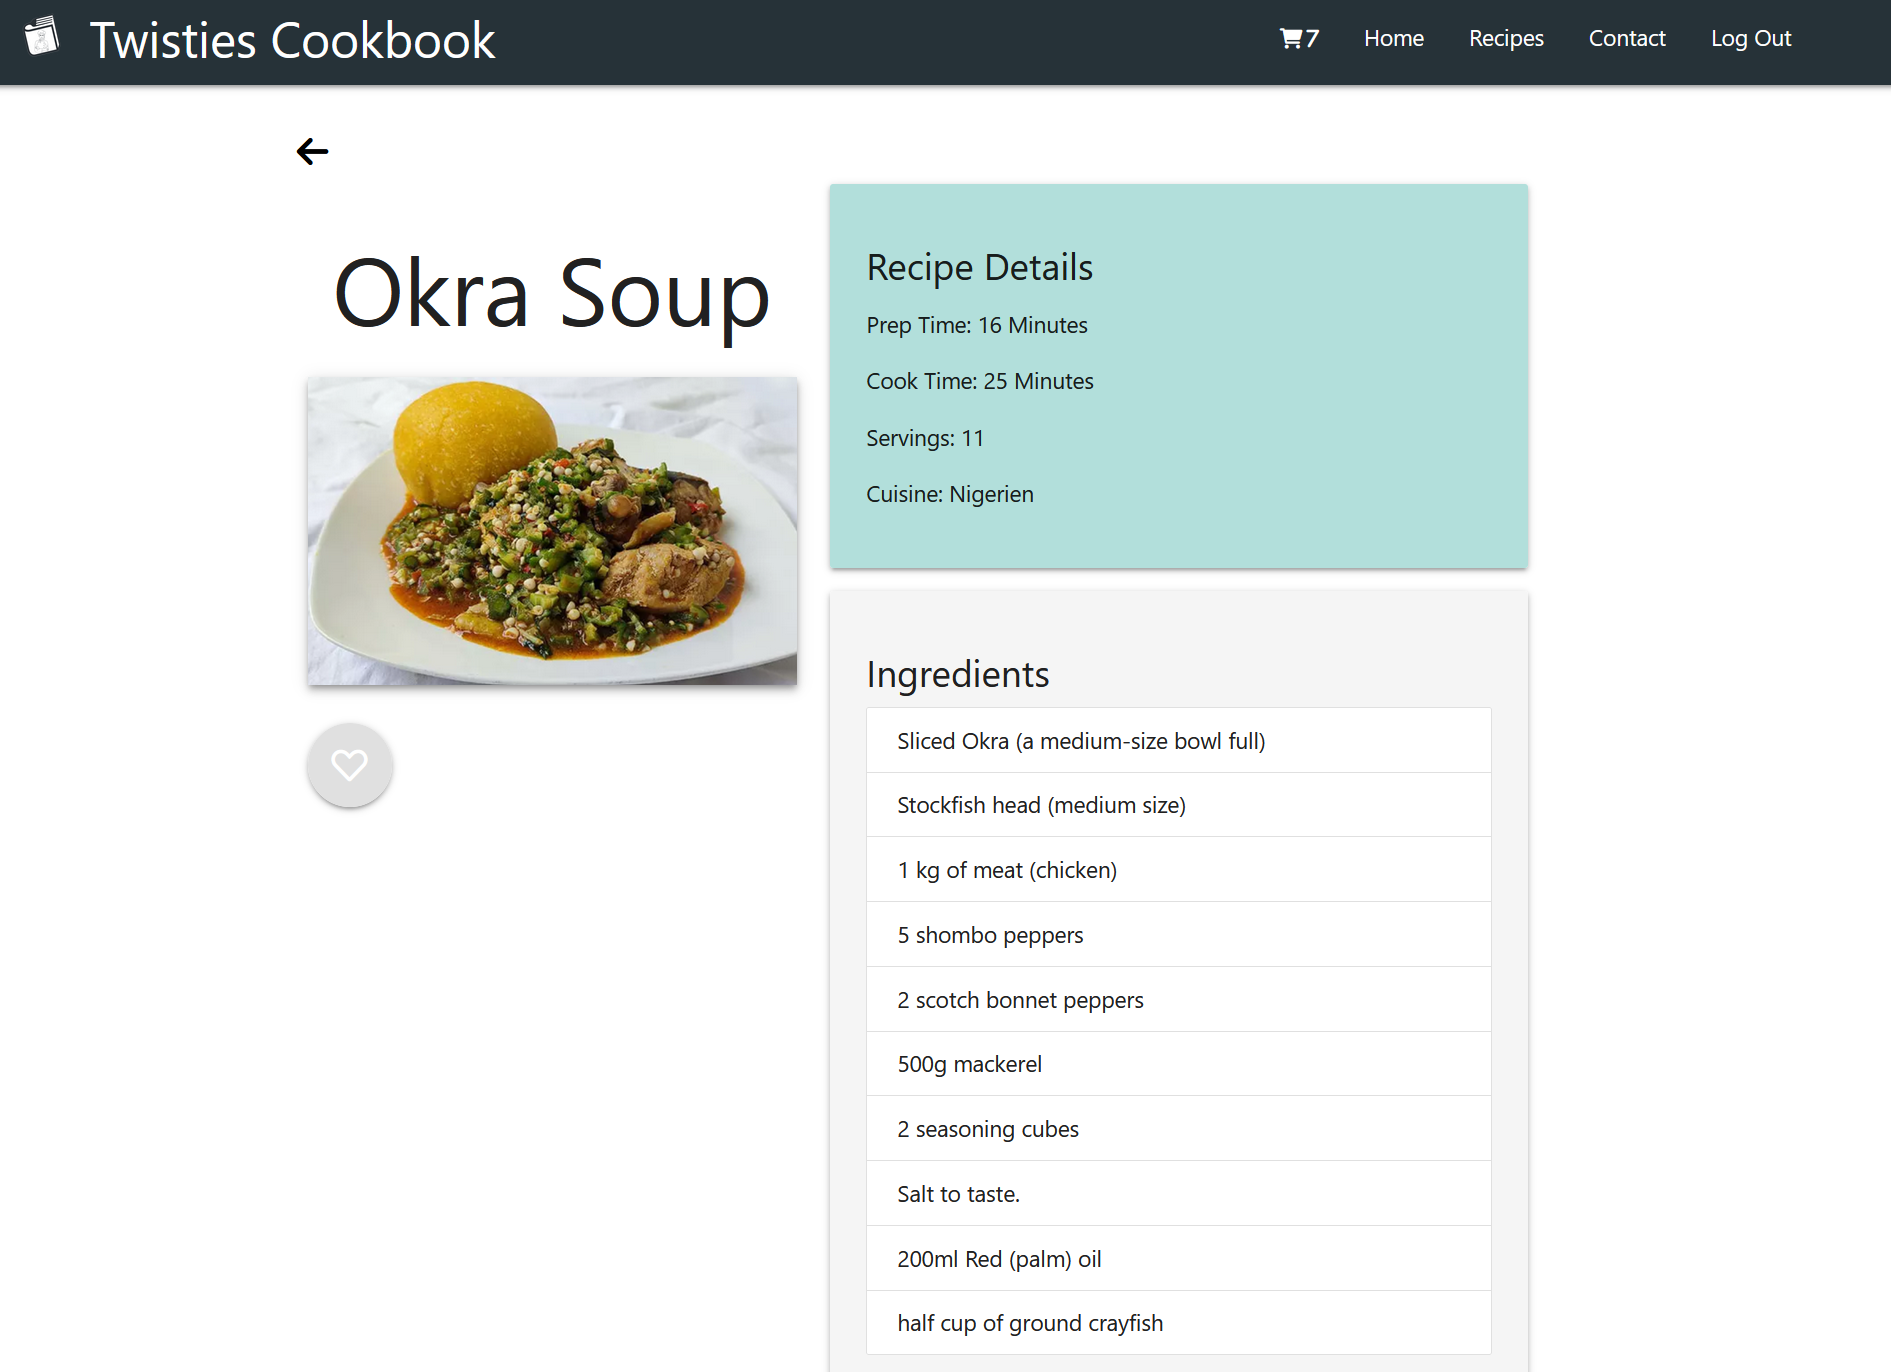 Twisties Cookbook
7
Home
Recipes
Contact
Log Out
Okra Soup
Recipe Details
Prep Time: 16 Minutes
Cook Time: 25 Minutes
Servings: 11
Cuisine: Nigerien
Ingredients
Sliced Okra (a medium-size bowl full)
Stockfish head (medium size)
1 kg of meat (chicken)
5 shombo peppers
2 scotch bonnet peppers
500g mackerel
2 seasoning cubes
Salt to taste.
200ml Red (palm) oil
half cup of ground crayfish